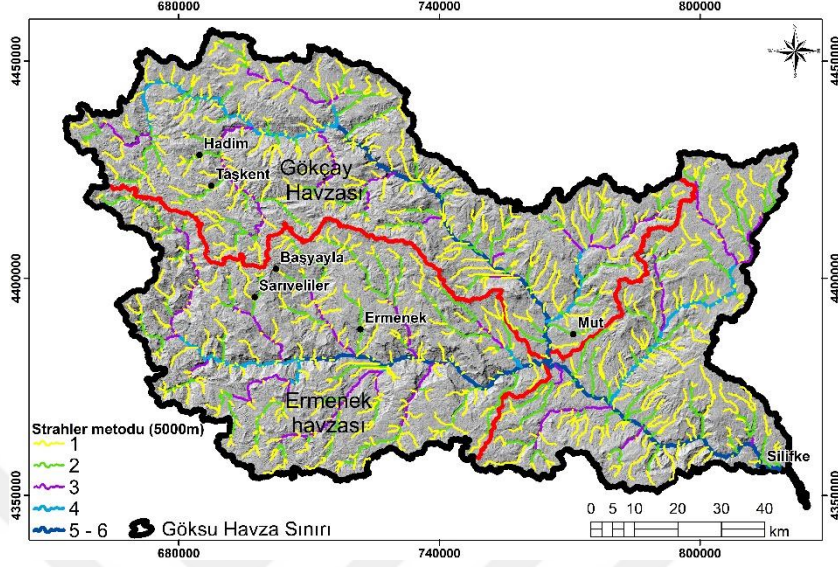 680000 740000 800000
4450000 4450000
Hadim
Taşkent
Gökçay
Havzası
Başyayla
4400000 4400000
Sarıveliler
Ermenek
Mut
Ermenek
havzası
Strahler metodu (5000m)
1
2
3
4
5 - 6
Göksu Havza Sınırı
Silifke
0 5 10 20 30 40
km
4350000 4350000
680000 740000 800000